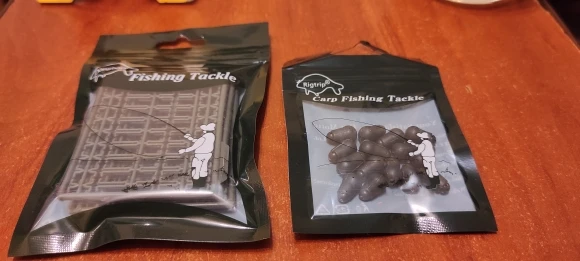 Fishing Tackle
Rigtrip®
Carp Fishing Tackle